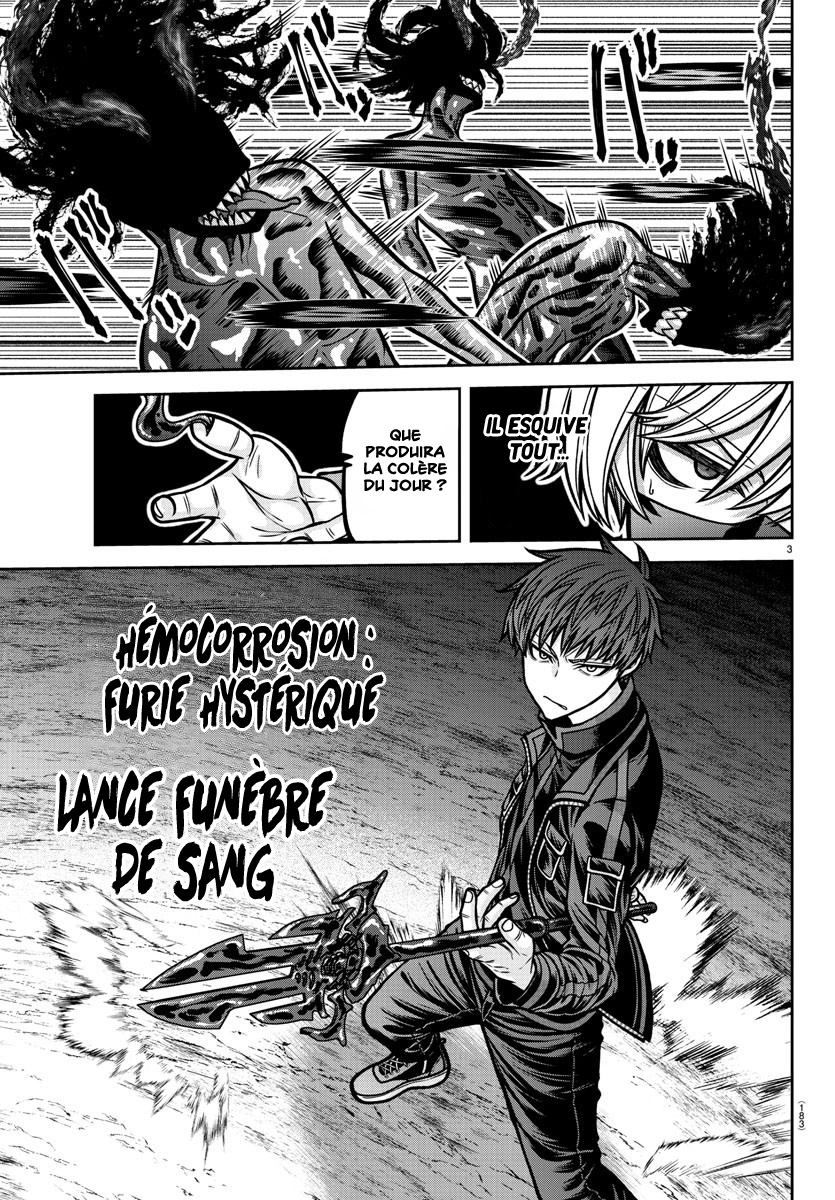 IL ESQUIVE
TOUT...
QUE
PRODUIRA
LA COLÈRE
DU JOUR ?
3
HÉMOCORROSION :
FURIE HYSTÉRIQUE
LANCE FUNÈBRE
DE SANG
(183)